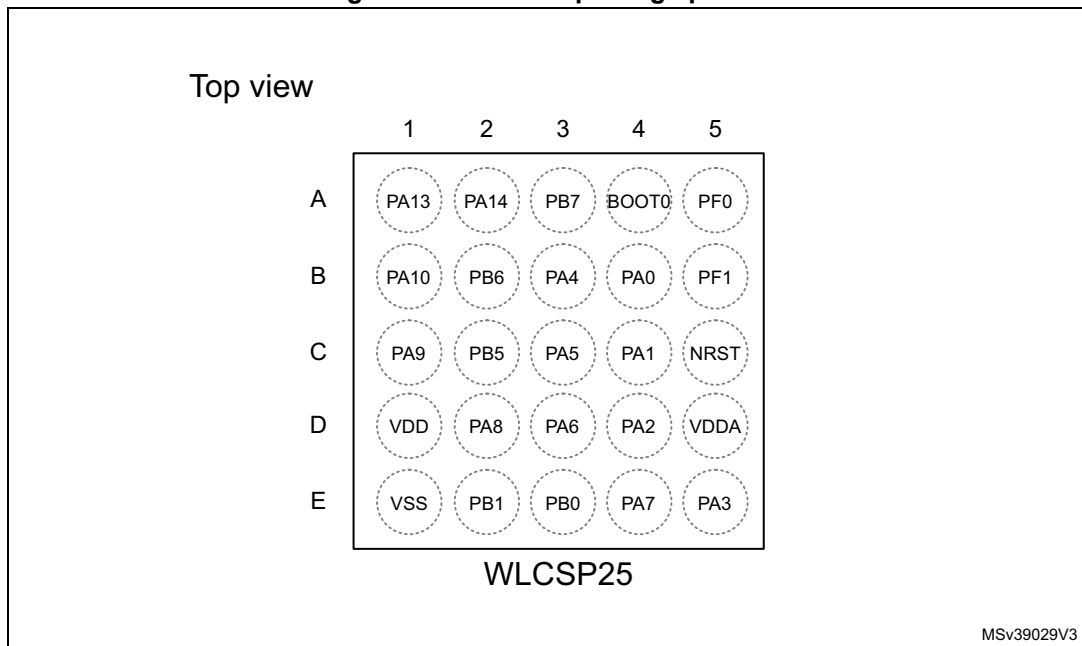 Top view
1 2 3 4 5
A PA13 PA14 PB7 BOOT0 PF0
B PA10 PB6 PA4 PA0 PF1
C PA9 PB5 PA5 PA1 NRST
D VDD PA8 PA6 PA2 VDDA
E VSS PB1 PB0 PA7 PA3
WLCSP25
MSv39029V3